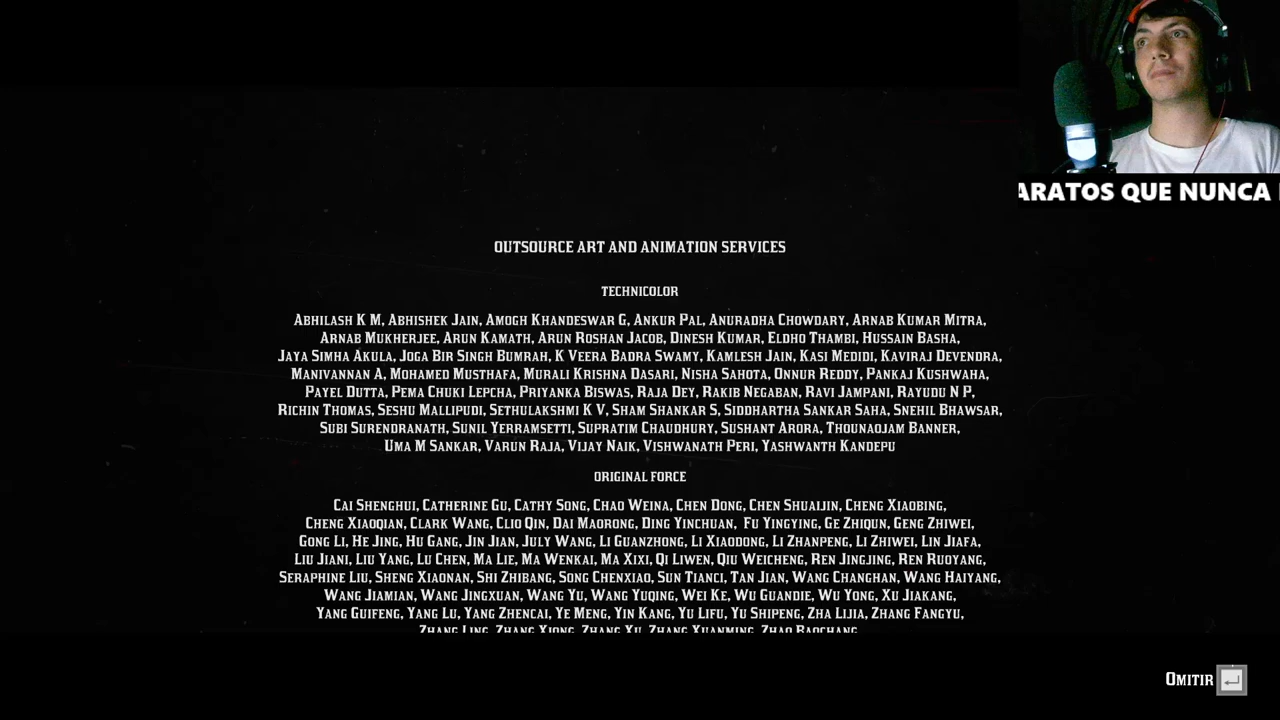 ARATOS QUE NUNCA
OUTSOURCE ART AND ANIMATION SERVICES
TECHNICOLOR
ABHILASH K M, ABHISHEK JAIN, AMOGH KHANDESWAR G, ANKUR PAL, ANURADHA CHOWDARY, ARNAB KUMAR MITRA,
ARNAB MUKHERJEE, ARUN KAMATH, ARUN ROSHAN JACOB, DINESH KUMAR, ELDHO THAMBI, HUSSAIN BASHA,
JAYA SIMHA AKULA, JOGA BIR SINGH BUMRAH, K VEERA BADRA SWAMY, KAMLESH JAIN, KASI MEDIDI, KAVIRAJ DEVENDRA,
MANIVANNAN A, MOHAMED MUSTHAFA, MURALI KRISHNA DASARI, NISHA SAHOTA, ONNUR REDDY, PANKAJ KUSHWAHA,
PAYEL DUTTA, PEMA CHUKI LEPCHA, PRIYANKA BISWAS, RAJA DEY, RAKIB NEGABAN, RAVI JAMPANI, RAYUDU N P,
RICHIN THOMAS, SESHU MALLIPUDI, SETHULAKSHMI K V, SHAM SHANKAR S, SIDDHARTHA SANKAR SAHA, SNEHIL BHAWSAR,
SUBI SURENDRANATH, SUNIL YERRAMSETTI, SUPRATIM CHAUDHURY, SUSHANT ARORA, THOUNAOJAM BANNER,
UMA M SANKAR, VARUN RAJA, VIJAY NAIK, VISHWANATH PERI, YASHWANTH KANDEPU
ORIGINAL FORCE
CAI SHENGHUI, CATHERINE GU, CATHY SONG, CHAO WEINA, CHEN DONG, CHEN SHUAIJIN, CHENG XIAOBING,
CHENG XIAOQIAN, CLARK WANG, CLIO QIN, DAI MAORONG, DING YINCHUAN, FU YINGYING, GE ZHIQUN, GENG ZHIWEI,
GONG LI, HE JING, HU GANG, JIN JIAN, JULY WANG, LI GUANZHONG, LI XIAODONG, LI ZHANPENG, LI ZHIWEI, LIN JIAFA,
LIU JIANI, LIU YANG, LU CHEN, MA LIE, MA WENKAI, MA XIXI, QI LIWEN, QIU WEICHENG, REN JINGJING, REN RUOYANG,
SERAPHINE LIU, SHENG XIAONAN, SHI ZHIBANG, SONG CHENXIAO, SUN TIANCI, TAN JIAN, WANG CHANGHAN, WANG HAIYANG,
WANG JIAMIAN, WANG JINGXUAN, WANG YU, WANG YUQING, WEI KE, WU GUANDIE, WU YONG, XU JIAKANG,
YANG GUIFENG, YANG LU, YANG ZHENCAI, YE MENG, YIN KANG, YU LIFU, YU SHIPENG, ZHA LIJIA, ZHANG FANGYU,
ZHANG LING, ZHANG XIONG, ZHANG XU, ZHANG XUANMING, ZHAO BAOCHANG
OMITIR